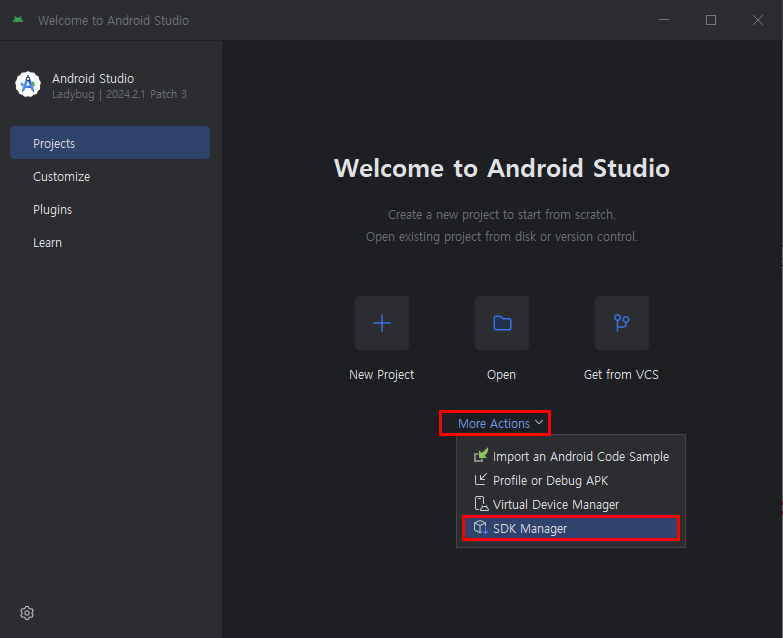 Welcome to Android Studio
Android Studio
Ladybug | 2024.2.1 Patch 3
Projects
Customize
Plugins
Learn
Welcome to Android Studio
Create a new project to start from scratch.
Open existing project from disk or version control.
New Project
Open
Get from VCS
More Actions
Import an Android Code Sample
Profile or Debug APK
Virtual Device Manager
SDK Manager